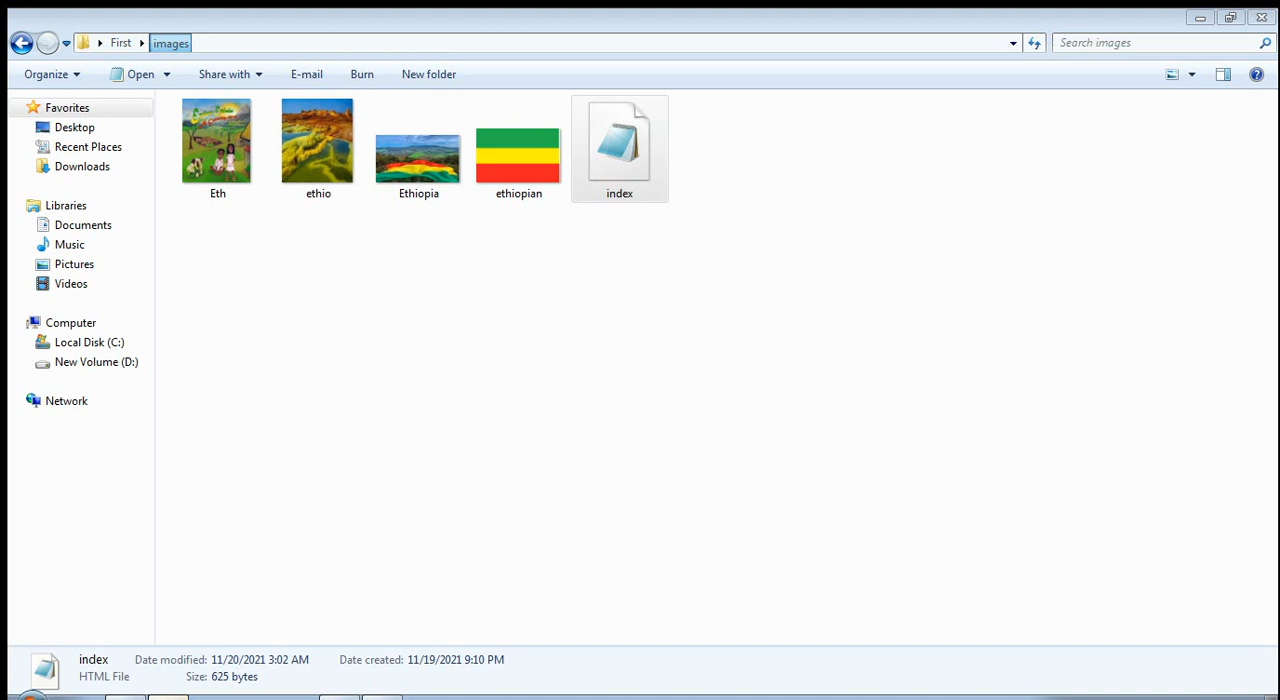 First images
Search images
Organize Open Share with E-mail Burn New folder
Favorites
Desktop
Recent Places
Downloads
Libraries
Documents
Music
Pictures
Videos
Computer
Local Disk (C:)
New Volume (D:)
Network
Eth ethio Ethiopia ethiopian index
index Date modified: 11/20/2021 3:02 AM Date created: 11/19/2021 9:10 PM
HTML File Size: 625 bytes